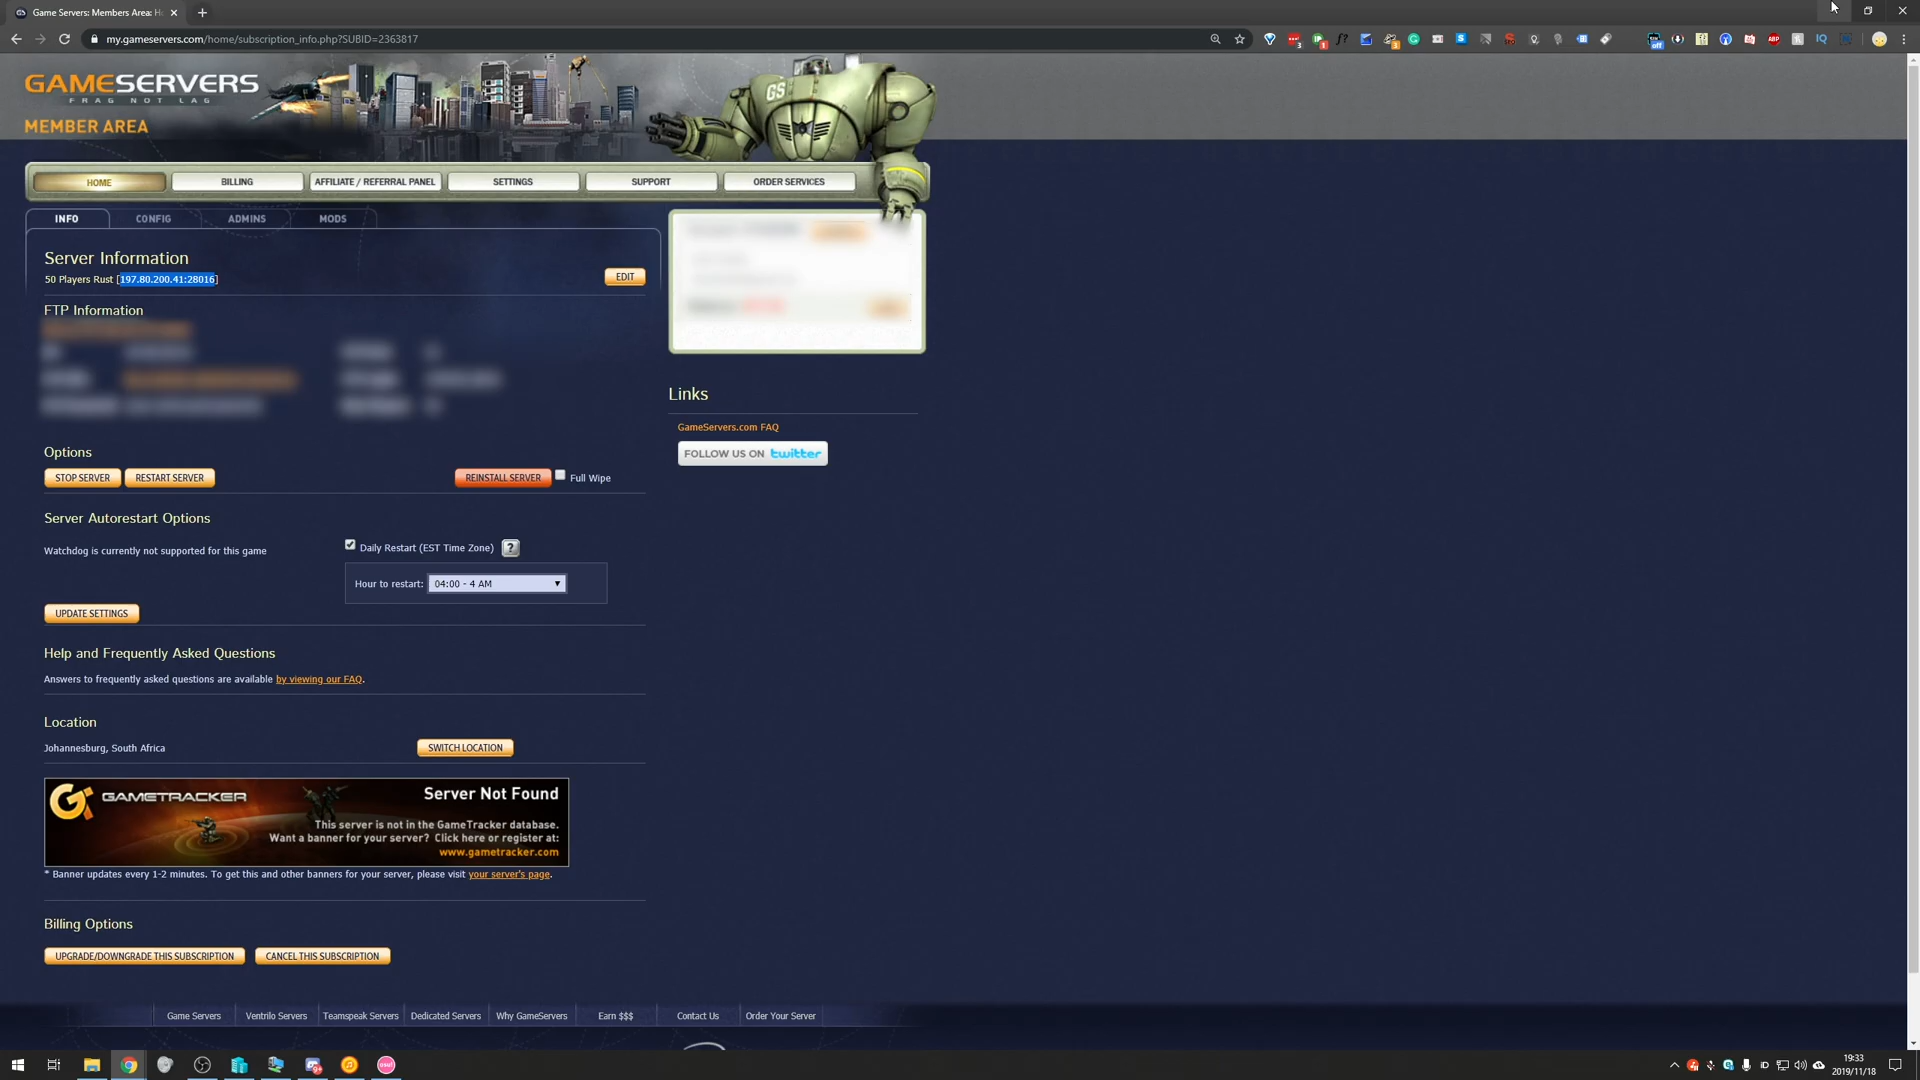 Game Servers: Members Area: H
my.gameservers.com/home/subscription_info.php?SUBID=2363817
GAMESERVERS
FRAG NOT LAG
MEMBER AREA
GS
HOME
BILLING
AFFILIATE / REFERRAL PANEL
SETTINGS
SUPPORT
ORDER SERVICES
INFO
CONFIG
ADMINS
MODS
Server Information
50 Players Rust [197.80.200.41:28016]
EDIT
FTP Information
Links
GameServers.com FAQ
FOLLOW US ON twitter
Options
STOP SERVER
RESTART SERVER
REINSTALL SERVER
Full Wipe
Server Autorestart Options
Watchdog is currently not supported for this game
Daily Restart (EST Time Zone) ?
Hour to restart: 04:00 - 4 AM
UPDATE SETTINGS
Help and Frequently Asked Questions
Answers to frequently asked questions are available by viewing our FAQ.
Location
Johannesburg, South Africa
SWITCH LOCATION
GAMETRACKER
Server Not Found
This server is not in the GameTracker database.
Want a banner for your server? Click here or register at:
www.gametracker.com
* Banner updates every 1-2 minutes. To get this and other banners for your server, please visit your server's page.
Billing Options
UPGRADE/DOWNGRADE THIS SUBSCRIPTION
CANCEL THIS SUBSCRIPTION
Game Servers
Ventrilo Servers
Teamspeak Servers
Dedicated Servers
Why GameServers
Earn $$$
Contact Us
Order Your Server
19:33
2019/11/18